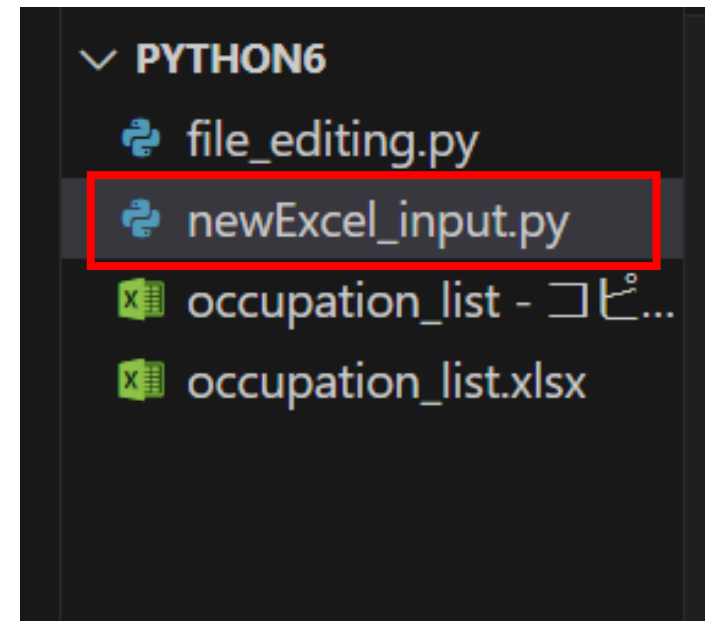 PYTHON6
file_editing.py
newExcel_input.py
occupation_list - コピ...
occupation_list.xlsx